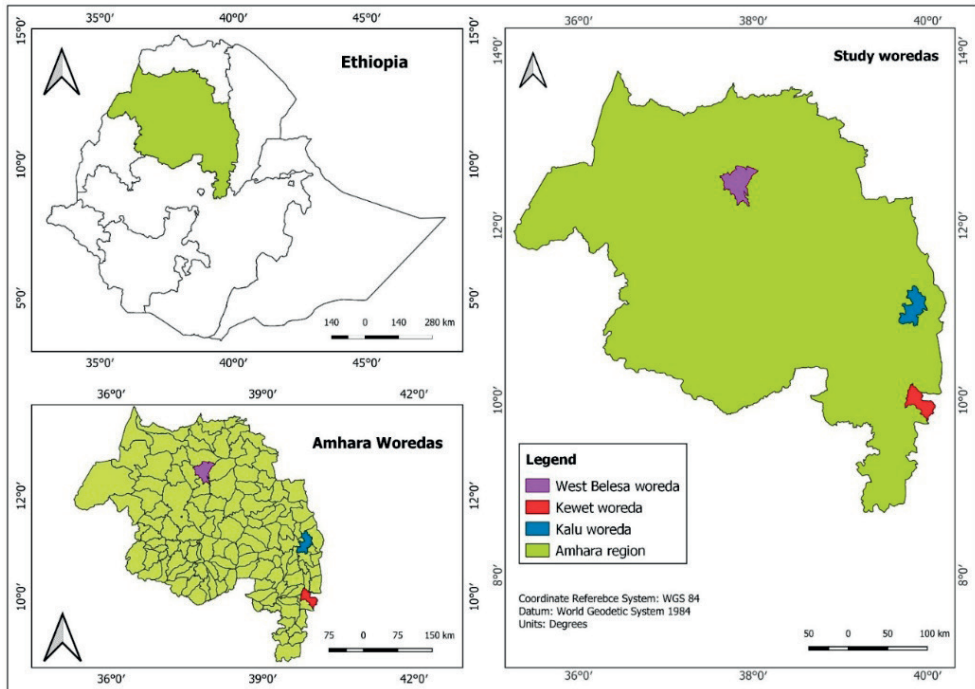 35°0′ 40°0′ 45°0′
15°0′
10°0′
5°0′
Ethiopia
15°0′
10°0′
5°0′
140 0 140 280 km
35°0′ 40°0′ 45°0′
36°0′ 39°0′ 42°0′
12°0′
10°0′
Amhara Woredas
12°0′
10°0′
75 0 75 150 km
36°0′ 39°0′ 42°0′
36°0′ 38°0′ 40°0′
14°0′
12°0′
10°0′
8°0′
Study woredas
14°0′
12°0′
10°0′
8°0′
Legend
West Belesa woreda
Kewet woreda
Kalu woreda
Amhara region
Coordinate Referebce System: WGS 84
Datum: World Geodetic System 1984
Units: Degrees
50 0 50 100 km
36°0′ 38°0′ 40°0′